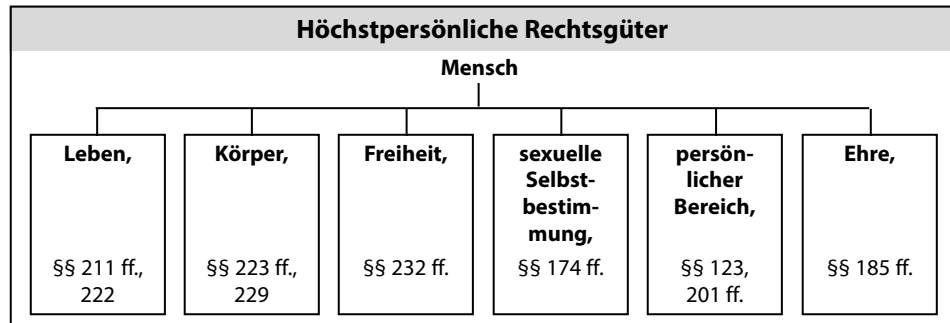 Höchstpersönliche Rechtsgüter
Mensch
Leben,
§§ 211 ff.,
222
Körper,
§§ 223 ff.,
229
Freiheit,
§§ 232 ff.
sexuelle
Selbst-
bestim-
mung,
§§ 174 ff.
persön-
licher
Bereich,
§§ 123,
201 ff.
Ehre,
§§ 185 ff.